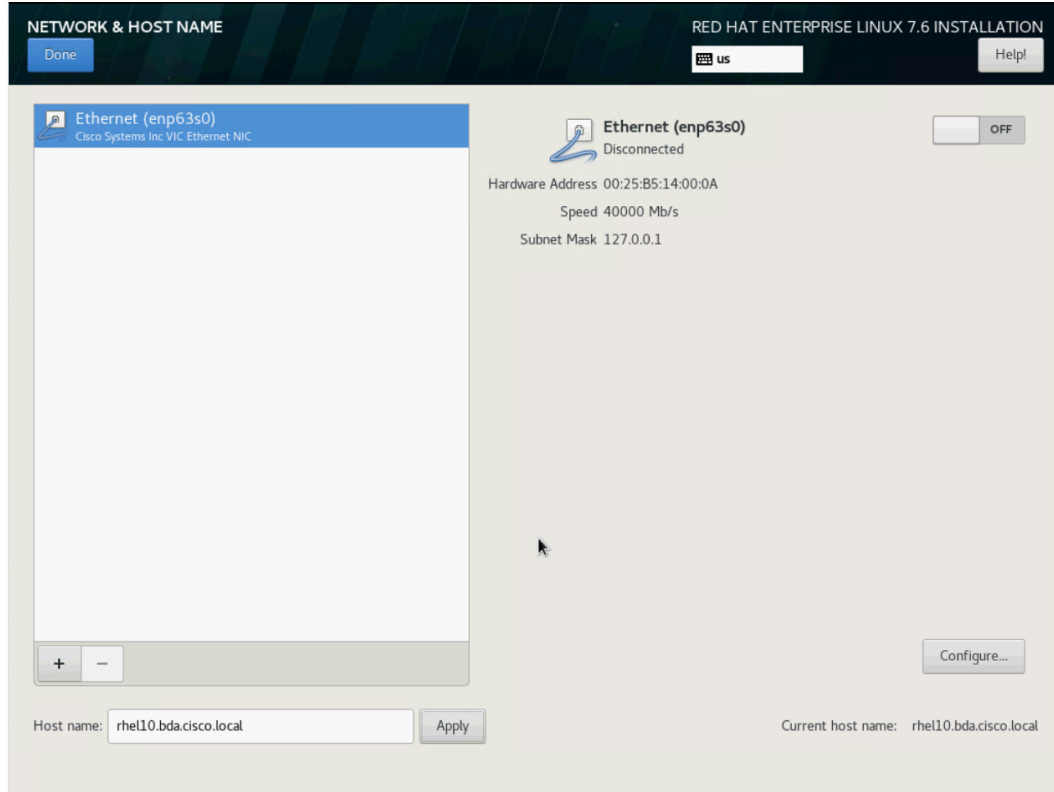 NETWORK & HOST NAME
RED HAT ENTERPRISE LINUX 7.6 INSTALLATION
Done
us
Help!
Ethernet (enp63s0)
Cisco Systems Inc VIC Ethernet NIC
Ethernet (enp63s0)
Disconnected
OFF
Hardware Address 00:25:B5:14:00:0A
Speed 40000 Mb/s
Subnet Mask 127.0.0.1
+ −
Configure...
Host name: rhel10.bda.cisco.local Apply
Current host name: rhel10.bda.cisco.local